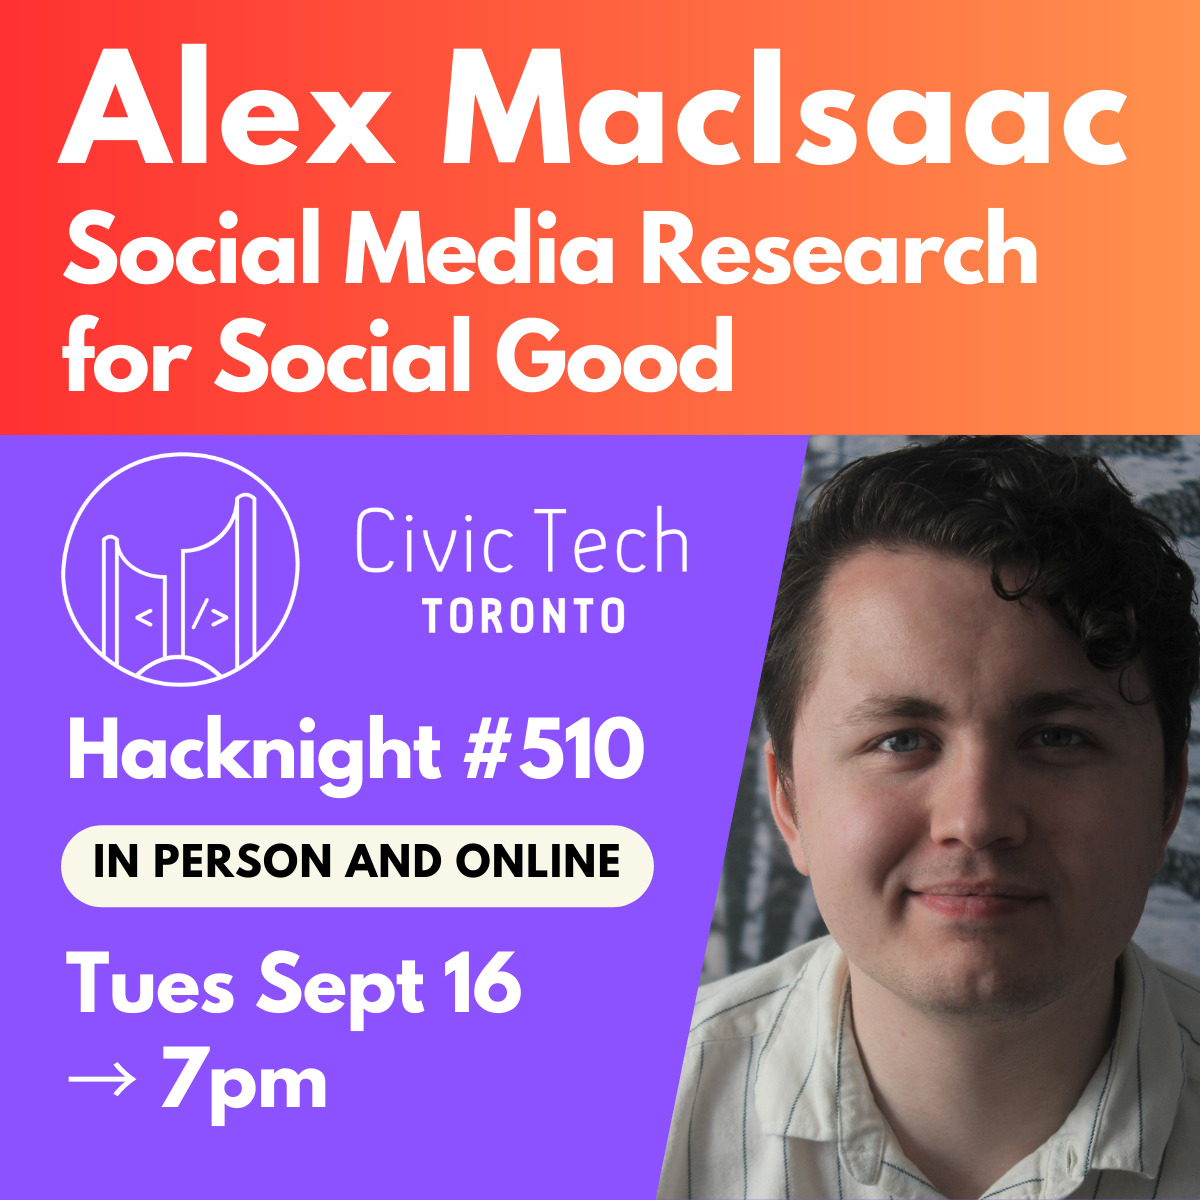 Alex MacIsaac
Social Media Research
for Social Good
< />
Civic Tech
TORONTO
Hacknight #510
IN PERSON AND ONLINE
Tues Sept 16
→ 7pm